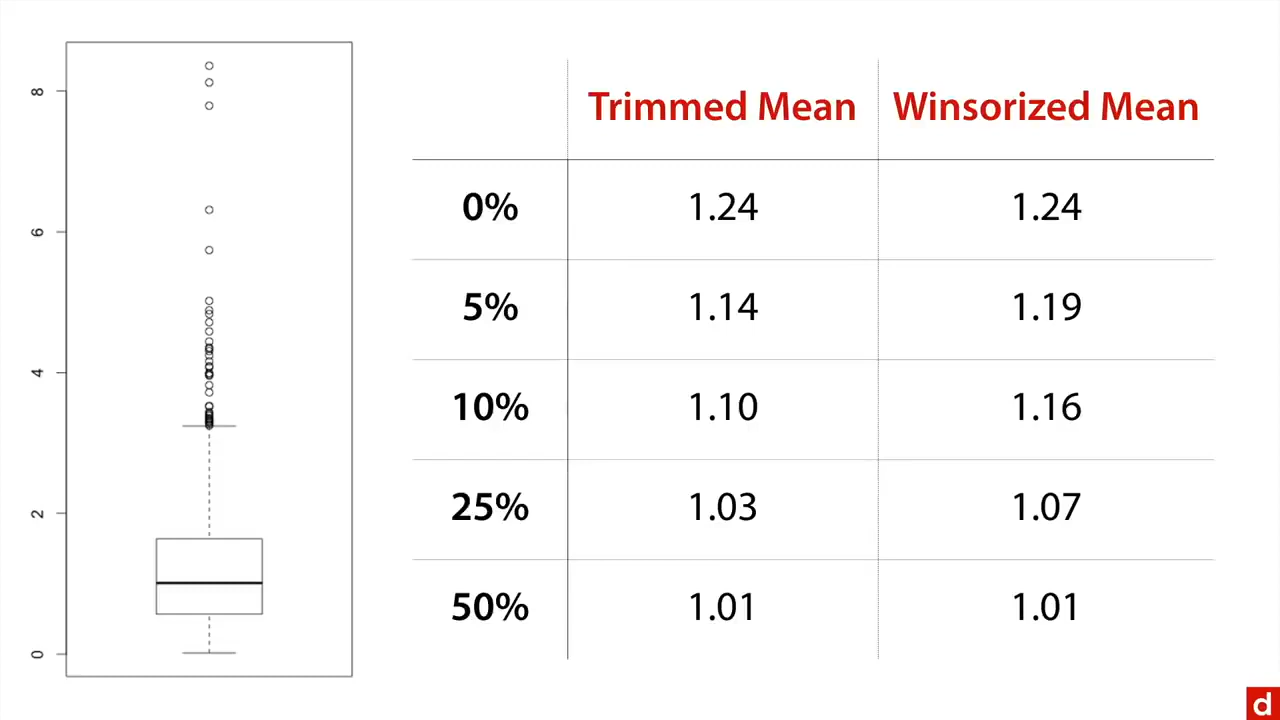 8
6
4
2
0
Trimmed Mean Winsorized Mean
0% 1.24 1.24
5% 1.14 1.19
10% 1.10 1.16
25% 1.03 1.07
50% 1.01 1.01
d